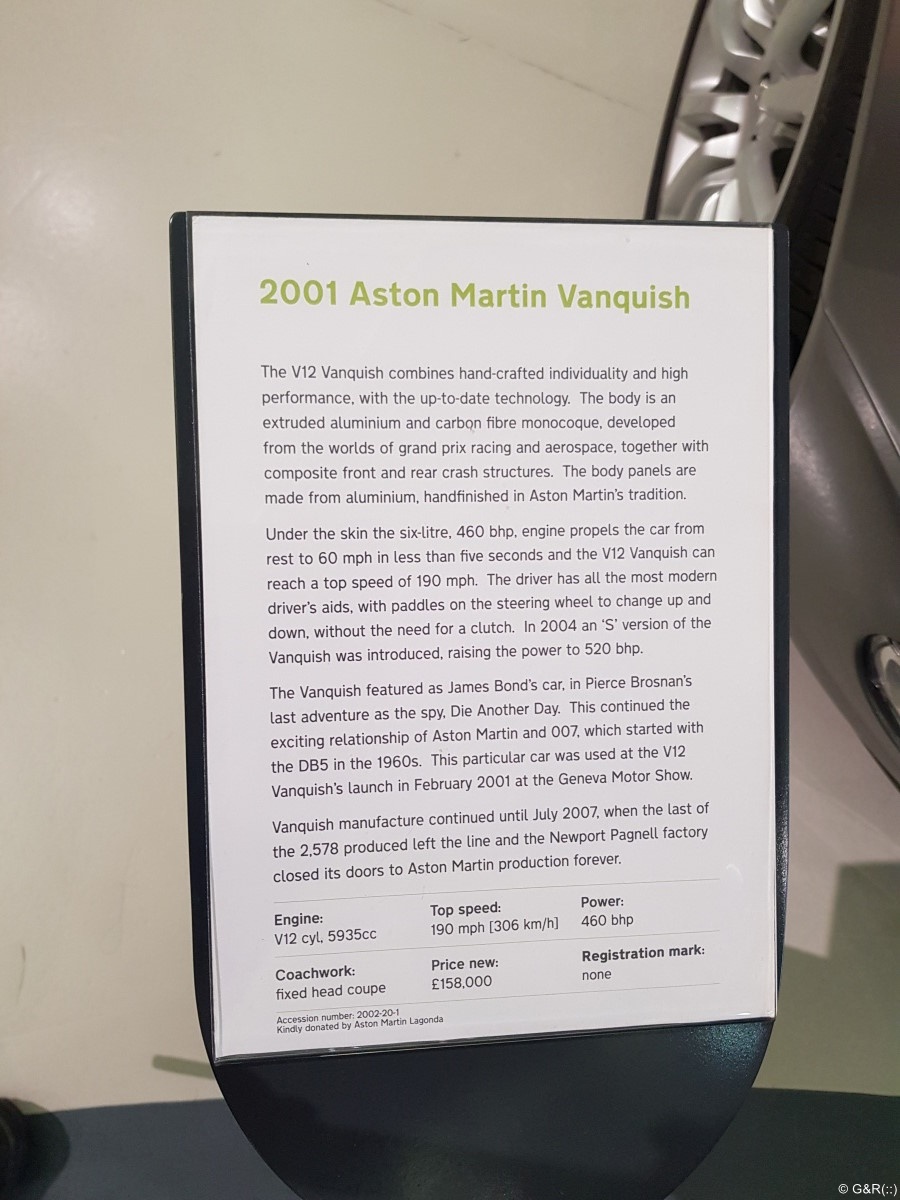 2001 Aston Martin Vanquish
The V12 Vanquish combines hand-crafted individuality and high
performance, with the up-to-date technology. The body is an
extruded aluminium and carbon fibre monocoque, developed
from the worlds of grand prix racing and aerospace, together with
composite front and rear crash structures. The body panels are
made from aluminium, handfinished in Aston Martin's tradition.
Under the skin the six-litre, 460 bhp, engine propels the car from
rest to 60 mph in less than five seconds and the V12 Vanquish can
reach a top speed of 190 mph. The driver has all the most modern
driver's aids, with paddles on the steering wheel to change up and
down, without the need for a clutch. In 2004 an 'S' version of the
Vanquish was introduced, raising the power to 520 bhp.
The Vanquish featured as James Bond's car, in Pierce Brosnan's
last adventure as the spy, Die Another Day. This continued the
exciting relationship of Aston Martin and 007, which started with
the DB5 in the 1960s. This particular car was used at the V12
Vanquish's launch in February 2001 at the Geneva Motor Show.
Vanquish manufacture continued until July 2007, when the last of
the 2,578 produced left the line and the Newport Pagnell factory
closed its doors to Aston Martin production forever.
Engine: Top speed: Power:
V12 cyl, 5935cc 190 mph [306 km/h] 460 bhp
Coachwork: Price new: Registration mark:
fixed head coupe £158,000 none
Accession number: 2002-20-1
Kindly donated by Aston Martin Lagonda
© G&R(::)